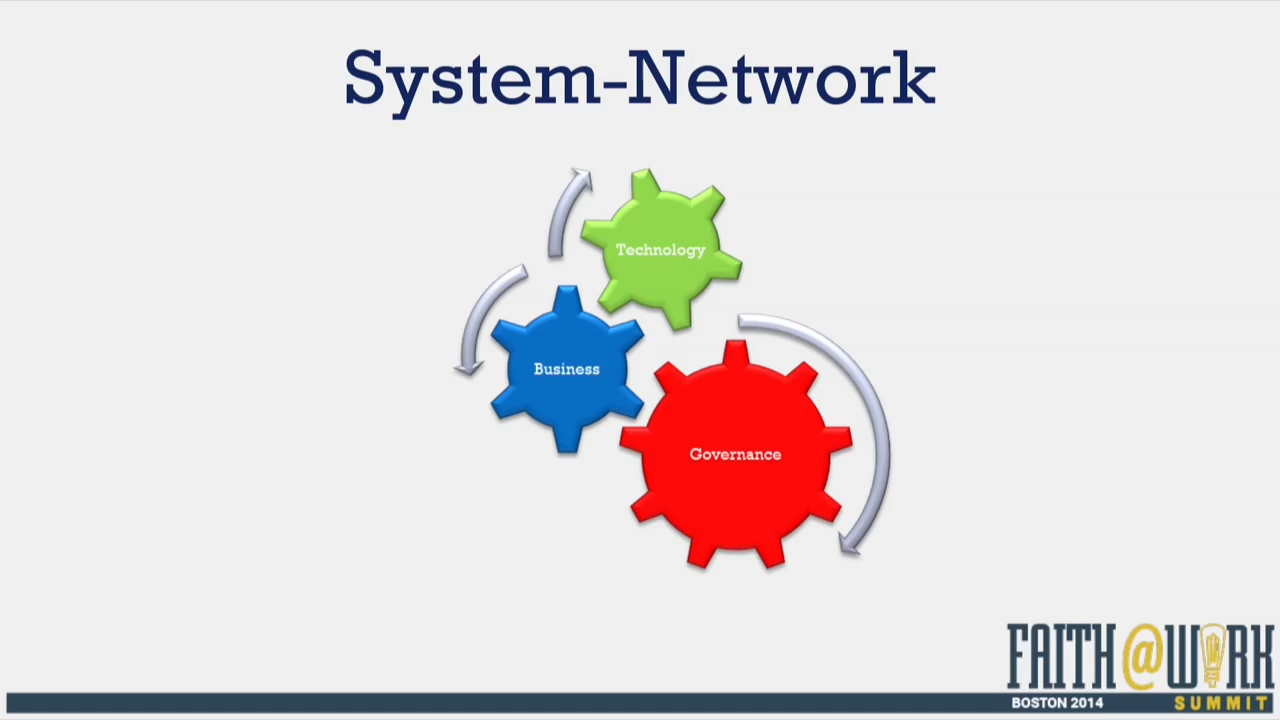 System-Network
Technology
Business
Governance
FAITH@WORK
BOSTON 2014 SUMMIT